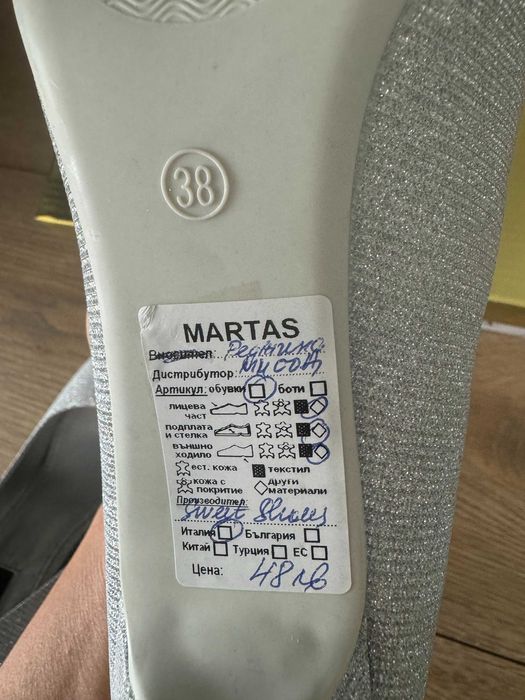 38
MARTAS
Вносител:
Дистрибутор:
Артикул: обувки боти
лицева
част
подплата
и стелка
външно
ходило
ест. кожа текстил
кожа с други
покритие материали
Производител:
Sweet Shoes
Италия България
Китай Турция ЕС
Цена: 48 лв